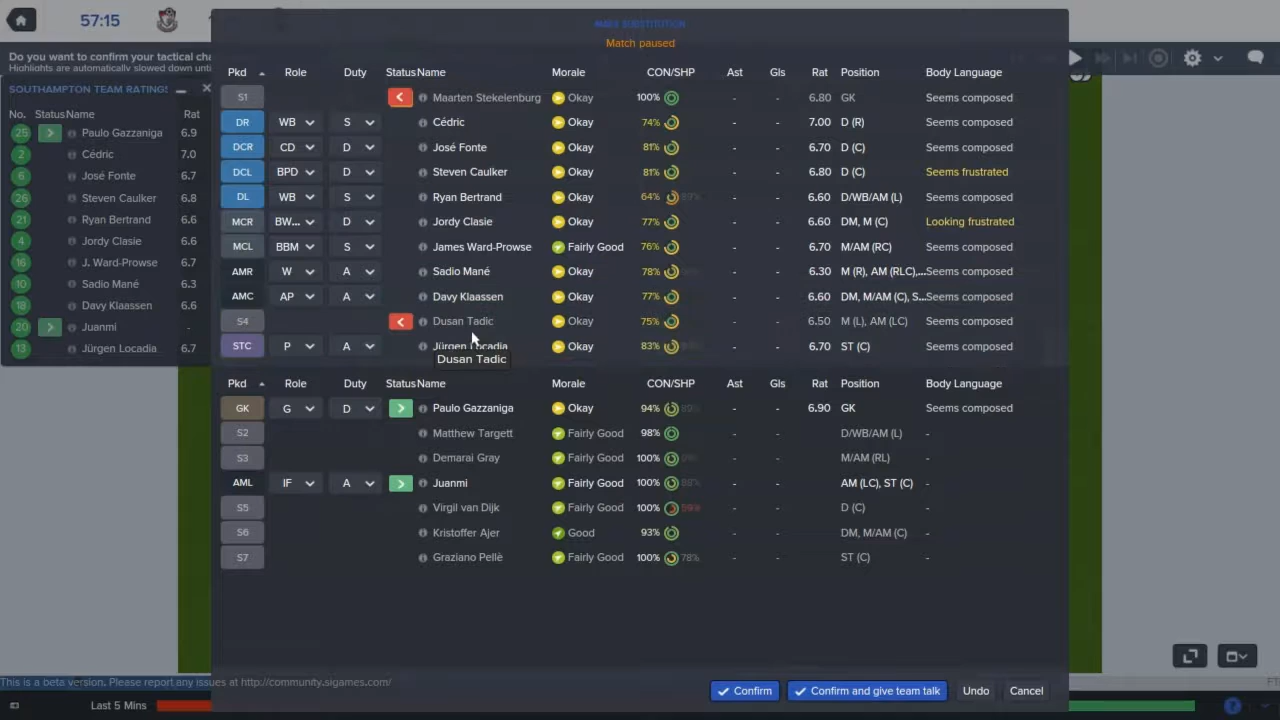 57:15
MAKE SUBSTITUTION
Match paused
Do you want to confirm your tactical cha
Highlights are automatically slowed down unti
SOUTHAMPTON TEAM RATINGS
No. Status Name Rat
25 Paulo Gazzaniga 6.9
2 Cédric 7.0
6 José Fonte 6.7
26 Steven Caulker 6.8
21 Ryan Bertrand 6.6
4 Jordy Clasie 6.6
16 J. Ward-Prowse 6.7
10 Sadio Mané 6.3
18 Davy Klaassen 6.6
20 Juanmi -
13 Jürgen Locadia 6.7
Pkd Role Duty Status Name Morale CON/SHP Ast Gls Rat Position Body Language
S1 Maarten Stekelenburg Okay 100% - - 6.80 GK Seems composed
DR WB S Cédric Okay 74% - - 7.00 D (R) Seems composed
DCR CD D José Fonte Okay 81% - - 6.70 D (C) Seems composed
DCL BPD D Steven Caulker Okay 81% - - 6.80 D (C) Seems frustrated
DL WB S Ryan Bertrand Okay 64% - - 6.60 D/WB/AM (L) Seems composed
MCR BW... D Jordy Clasie Okay 77% - - 6.60 DM, M (C) Looking frustrated
MCL BBM S James Ward-Prowse Fairly Good 76% - - 6.70 M/AM (RC) Seems composed
AMR W A Sadio Mané Okay 78% - - 6.30 M (R), AM (RLC),... Seems composed
AMC AP A Davy Klaassen Okay 77% - - 6.60 DM, M/AM (C), S... Seems composed
S4 Dusan Tadic Okay 75% - - 6.50 M (L), AM (LC) Seems composed
STC P A Jürgen Locadia Okay 83% - - 6.70 ST (C) Seems composed
Dusan Tadic
Pkd Role Duty Status Name Morale CON/SHP Ast Gls Rat Position Body Language
GK G D Paulo Gazzaniga Okay 94% - - 6.90 GK Seems composed
S2 Matthew Targett Fairly Good 98% - - D/WB/AM (L) -
S3 Demarai Gray Fairly Good 100% - - M/AM (RL) -
AML IF A Juanmi Fairly Good 100% 88% - - AM (LC), ST (C) -
S5 Virgil van Dijk Fairly Good 100% 59% - - D (C) -
S6 Kristoffer Ajer Good 93% - - DM, M/AM (C) -
S7 Graziano Pellè Fairly Good 100% 78% - - ST (C) -
This is a beta version. Please report any issues at http://community.sigames.com/
FT
Confirm
Confirm and give team talk
Undo
Cancel
Last 5 Mins